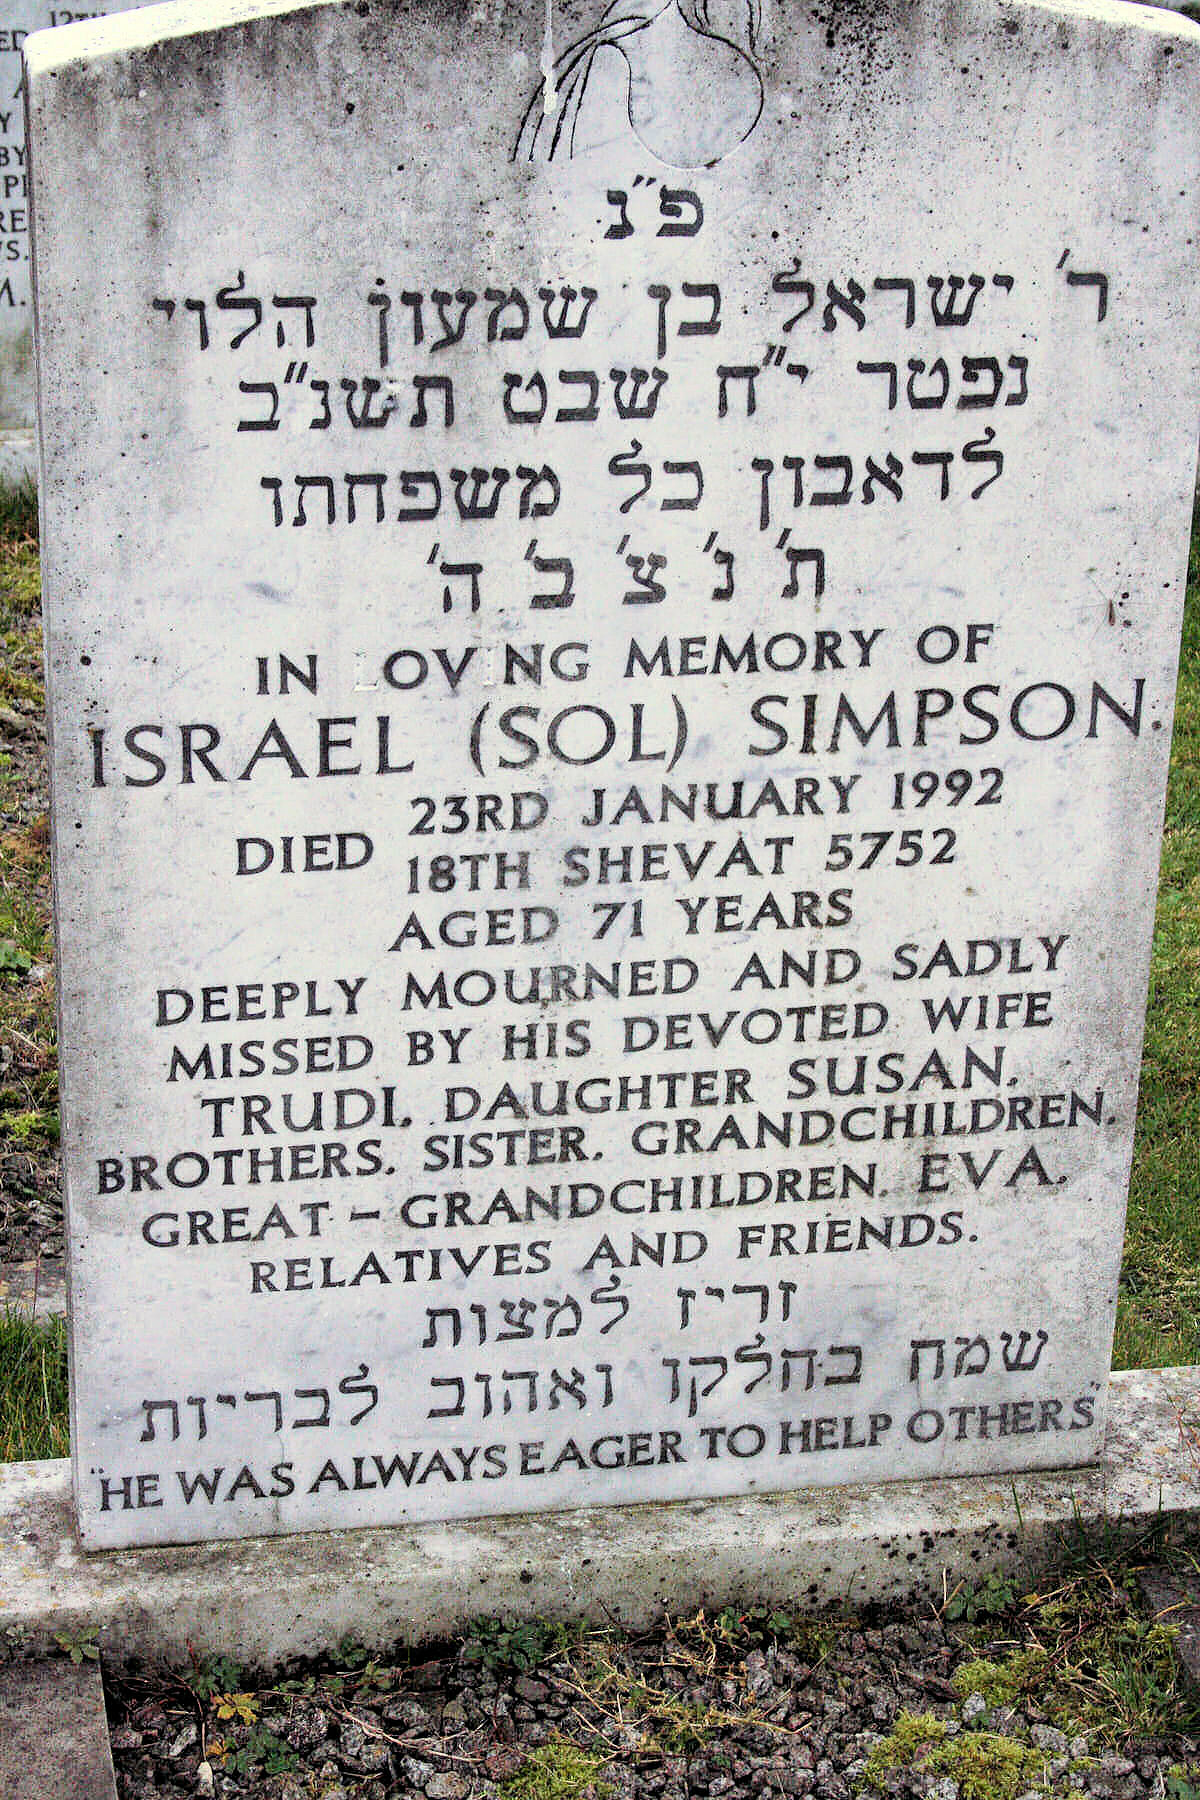 פ"נ
ר' ישראל בן שמעון הלוי
נפטר י"ח שבט תשנ"ב
לדאבון כל משפחתו
ת' נ' צ' ב' ה'
IN LOVING MEMORY OF
ISRAEL (SOL) SIMPSON.
DIED 23RD JANUARY 1992
18TH SHEVAT 5752
AGED 71 YEARS
DEEPLY MOURNED AND SADLY
MISSED BY HIS DEVOTED WIFE
TRUDI. DAUGHTER SUSAN.
BROTHERS. SISTER. GRANDCHILDREN.
GREAT - GRANDCHILDREN. EVA.
RELATIVES AND FRIENDS.
זריז למצות
שמח בהלקו ואהוב לבריות
"HE WAS ALWAYS EAGER TO HELP OTHERS"